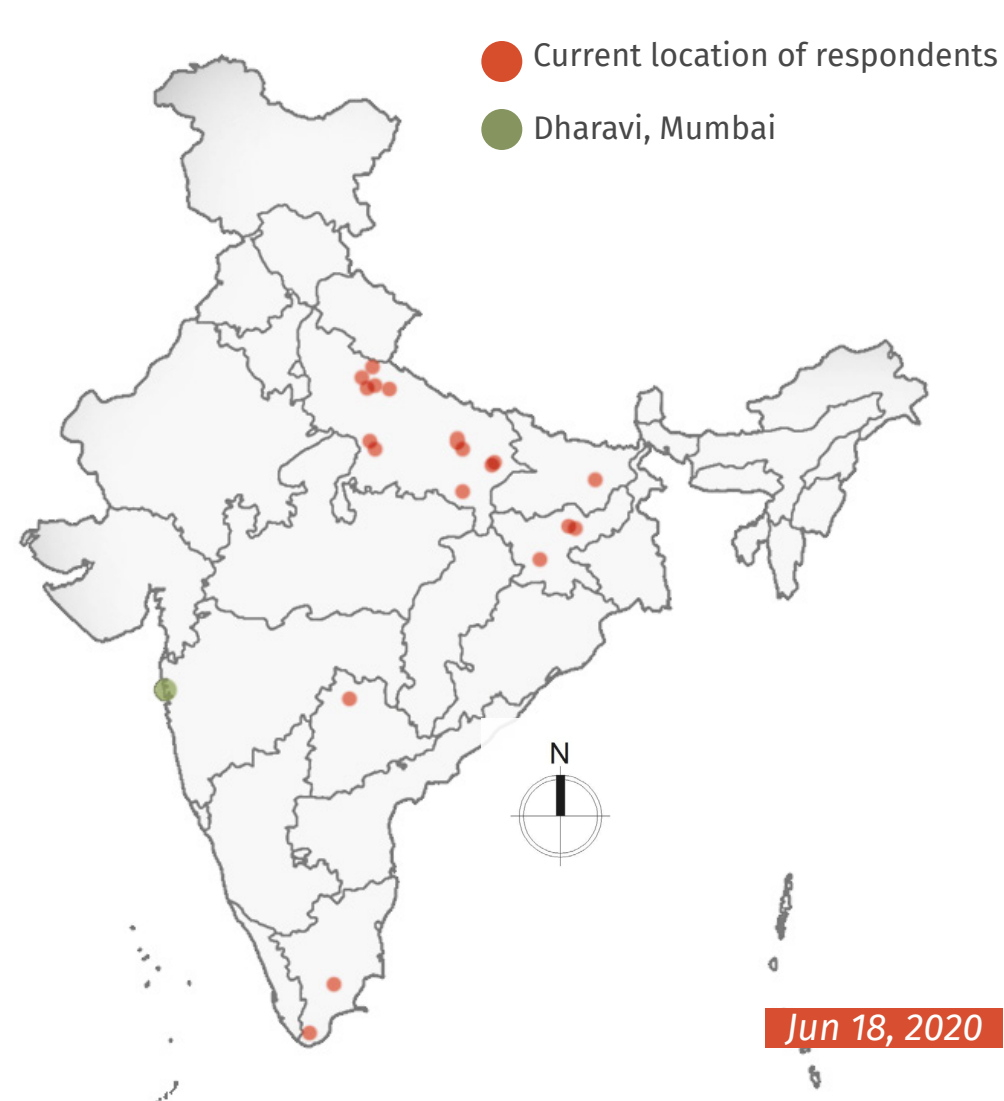 Current location of respondents
Dharavi, Mumbai
N
Jun 18, 2020